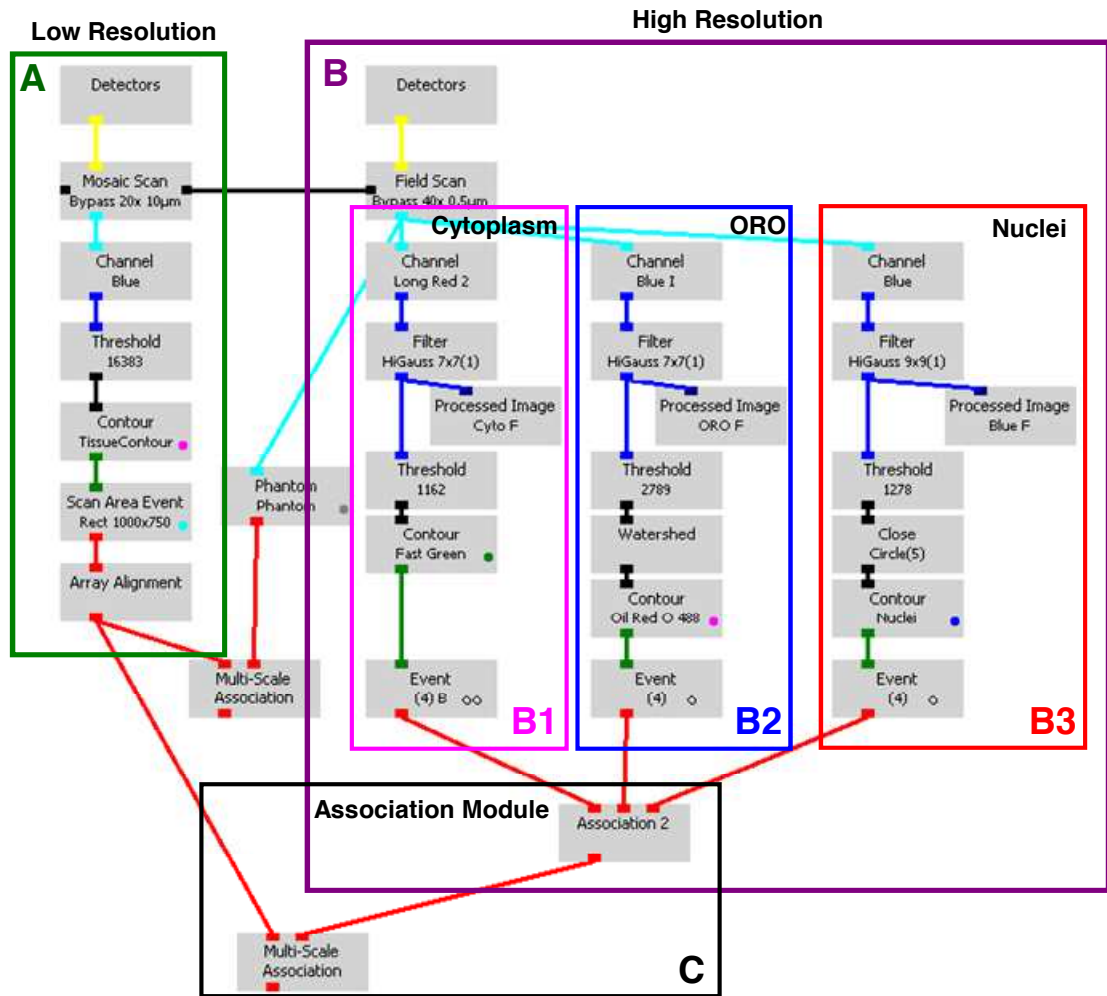 Low Resolution
High Resolution
A
Detectors
Mosaic Scan
Bypass 20x 10µm
Channel
Blue
Threshold
16383
Contour
TissueContour
Scan Area Event
Rect 1000x750
Array Alignment
Phantom
Phantom
Multi-Scale
Association
B
Detectors
Field Scan
Bypass 40x 0.5µm
Cytoplasm
Channel
Long Red 2
Filter
HiGauss 7x7(1)
Processed Image
Cyto F
Threshold
1162
Contour
Fast Green
Event
(4) B
B1
ORO
Channel
Blue I
Filter
HiGauss 7x7(1)
Processed Image
ORO F
Threshold
2789
Watershed
Contour
Oil Red O 488
Event
(4)
B2
Nuclei
Channel
Blue
Filter
HiGauss 9x9(1)
Processed Image
Blue F
Threshold
1278
Close
Circle(5)
Contour
Nuclei
Event
(4)
B3
Association Module
Association 2
Multi-Scale
Association
C